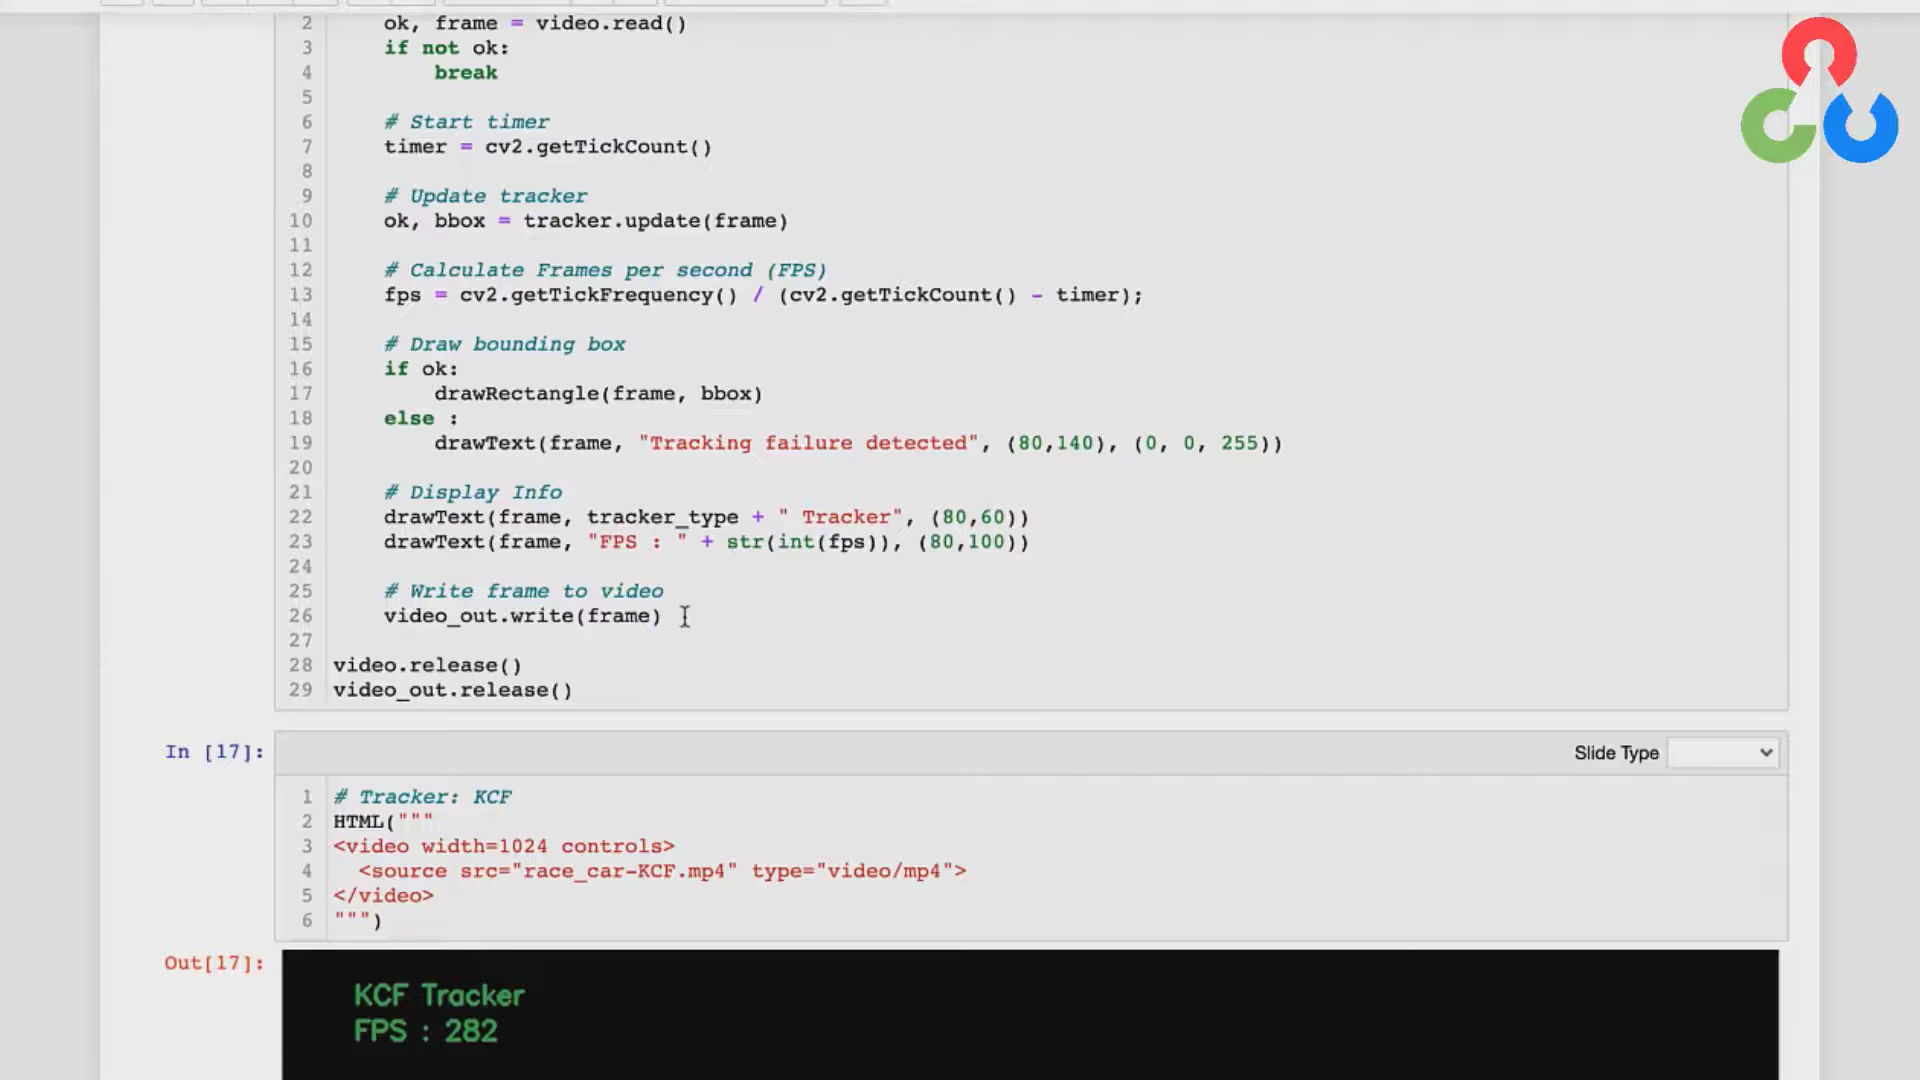 2 ok, frame = video.read()
3 if not ok:
4 break
5
6 # Start timer
7 timer = cv2.getTickCount()
8
9 # Update tracker
10 ok, bbox = tracker.update(frame)
11
12 # Calculate Frames per second (FPS)
13 fps = cv2.getTickFrequency() / (cv2.getTickCount() - timer);
14
15 # Draw bounding box
16 if ok:
17 drawRectangle(frame, bbox)
18 else :
19 drawText(frame, "Tracking failure detected", (80,140), (0, 0, 255))
20
21 # Display Info
22 drawText(frame, tracker_type + " Tracker", (80,60))
23 drawText(frame, "FPS : " + str(int(fps)), (80,100))
24
25 # Write frame to video
26 video_out.write(frame)
27
28 video.release()
29 video_out.release()
In [17]:
Slide Type
1 # Tracker: KCF
2 HTML("""
3 <video width=1024 controls>
4 <source src="race_car-KCF.mp4" type="video/mp4">
5 </video>
6 """)
Out[17]:
KCF Tracker
FPS : 282